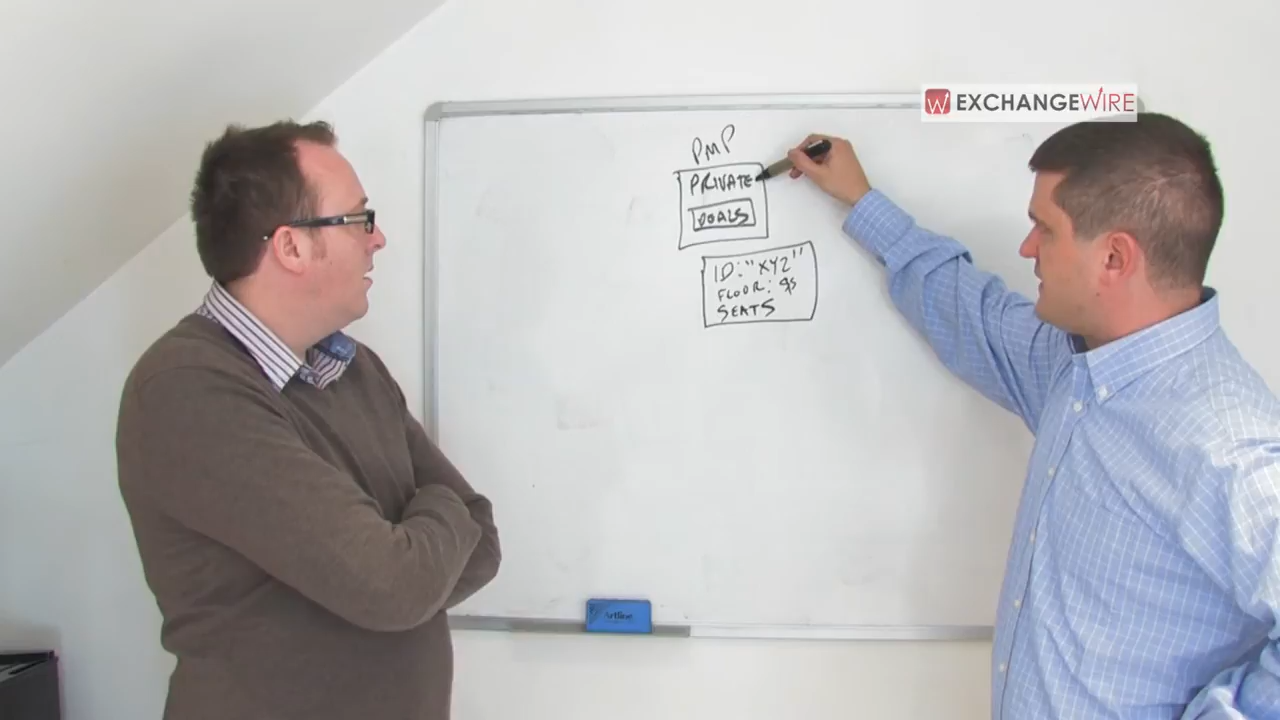 EXCHANGEWIRE
PMP
PRIVATE
DEALS
ID: "XYZ"
FLOOR: $5
SEATS
Artline